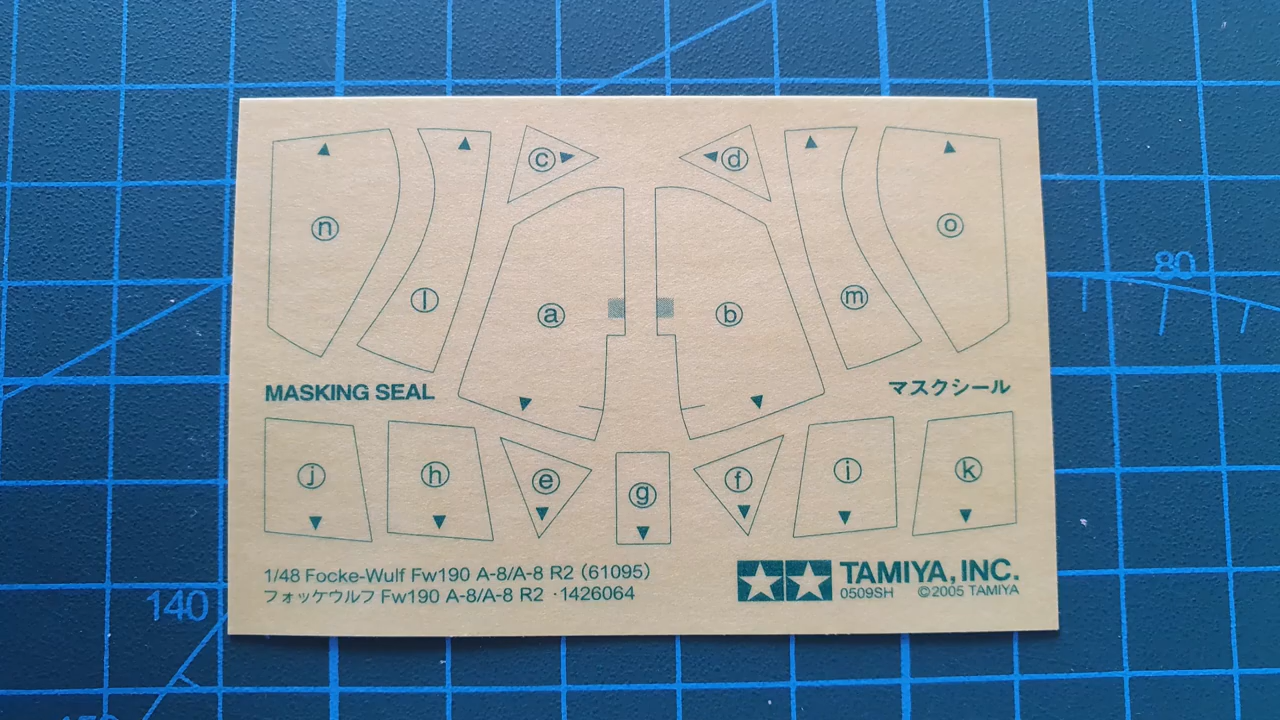 c
d
n
o
l
m
a
b
MASKING SEAL
マスクシール
j
h
e
g
f
i
k
1/48 Focke-Wulf Fw190 A-8/A-8 R2 (61095)
フォッケウルフ Fw190 A-8/A-8 R2 ・1426064
TAMIYA, INC.
0509SH ©2005 TAMIYA
80
140